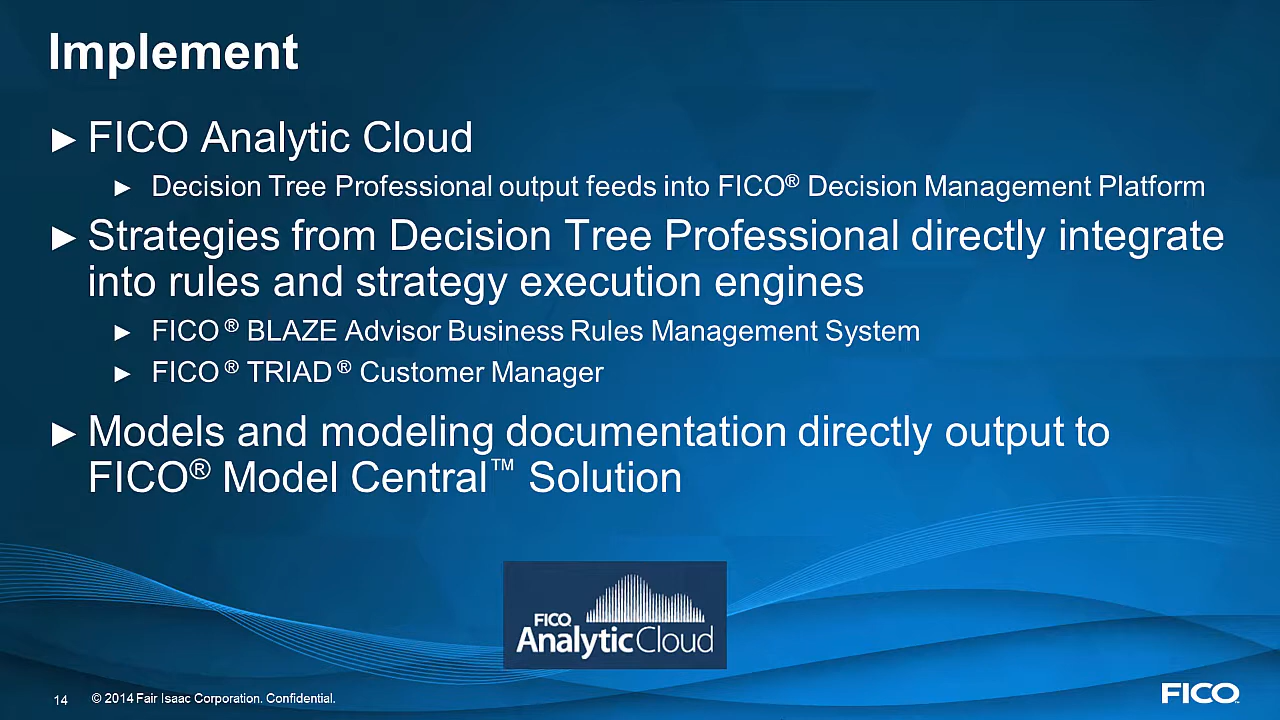 Implement
► FICO Analytic Cloud
► Decision Tree Professional output feeds into FICO® Decision Management Platform
► Strategies from Decision Tree Professional directly integrate
into rules and strategy execution engines
► FICO ® BLAZE Advisor Business Rules Management System
► FICO ® TRIAD ® Customer Manager
► Models and modeling documentation directly output to
FICO® Model Central™ Solution
FICO
AnalyticCloud
14 © 2014 Fair Isaac Corporation. Confidential.
FICO™